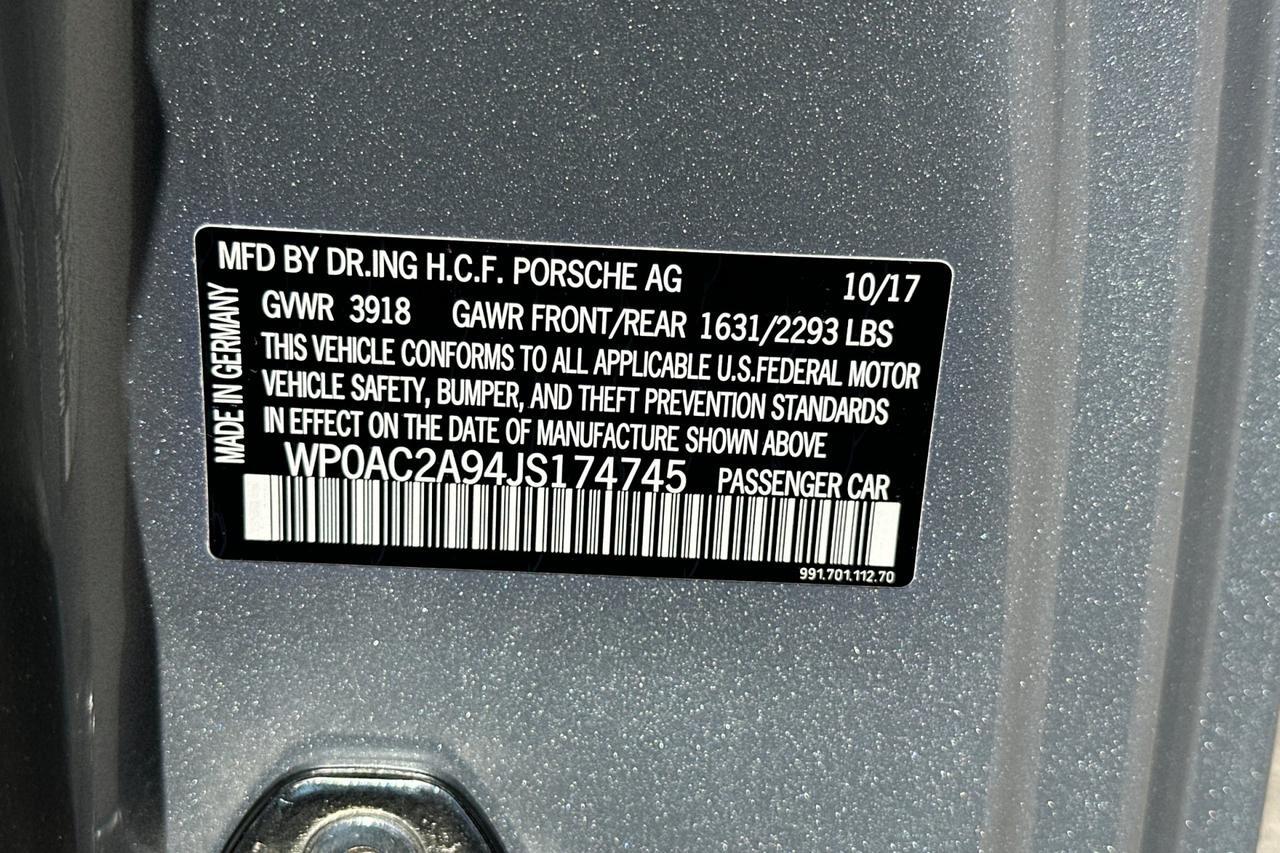 MFD BY DR.ING H.C.F. PORSCHE AG 10/17
GVWR 3918 GAWR FRONT/REAR 1631/2293 LBS
THIS VEHICLE CONFORMS TO ALL APPLICABLE U.S.FEDERAL MOTOR
VEHICLE SAFETY, BUMPER, AND THEFT PREVENTION STANDARDS
IN EFFECT ON THE DATE OF MANUFACTURE SHOWN ABOVE
WP0AC2A94JS174745 PASSENGER CAR
991.701.112.70
MADE IN GERMANY